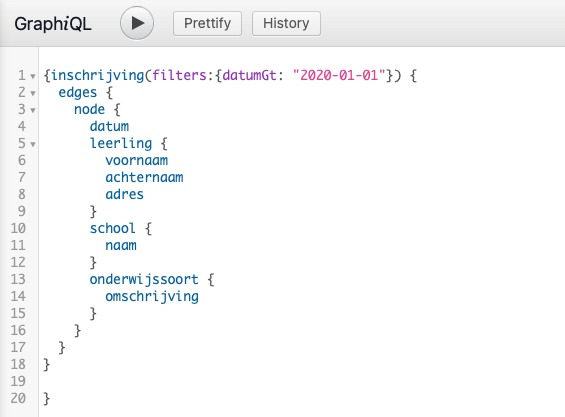 GraphiQL Prettify History
1 {inschrijving(filters:{datumGt: "2020-01-01"}) {
2 edges {
3 node {
4 datum
5 leerling {
6 voornaam
7 achternaam
8 adres
9 }
10 school {
11 naam
12 }
13 onderwijssoort {
14 omschrijving
15 }
16 }
17 }
18 }
19
20 }